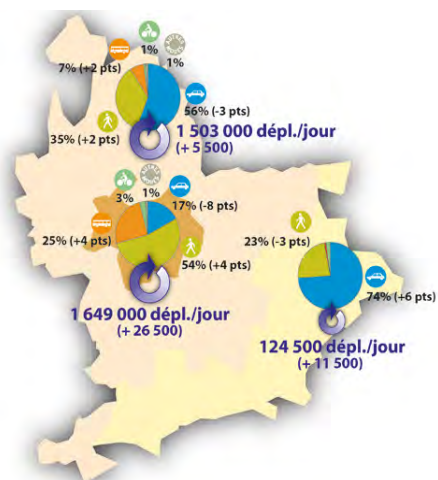 1%
1%
7% (+2 pts)
56% (-3 pts)
35% (+2 pts)
1 503 000 dépl./jour
(+ 5 500)
3%
1%
17% (-8 pts)
25% (+4 pts)
54% (+4 pts)
1 649 000 dépl./jour
(+ 26 500)
23% (-3 pts)
74% (+6 pts)
124 500 dépl./jour
(+ 11 500)